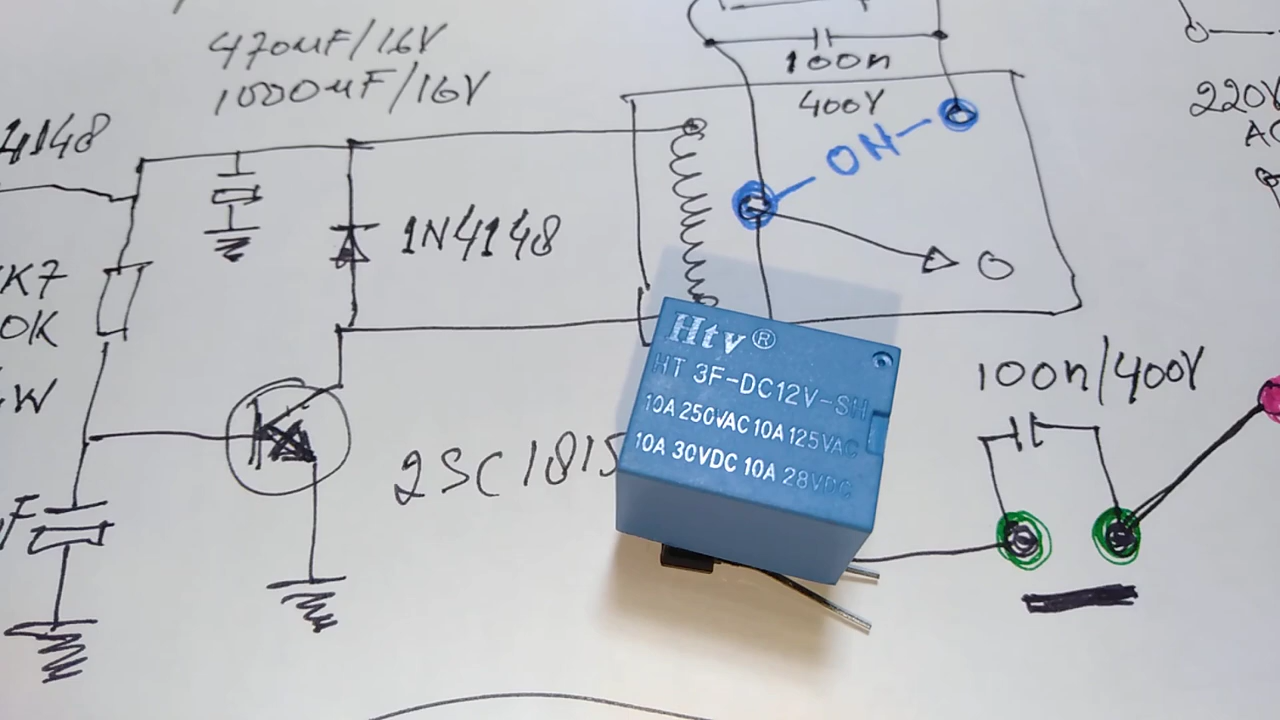 470uF/16V
1000uF/16V
100n
400V
220V
AC
4148
ON
1N4148
K7
0K
W
F
2SC1815
Htv®
HT 3F-DC12V-SH
10A 250VAC 10A 125VAC
10A 30VDC 10A 28VDC
100n/400V